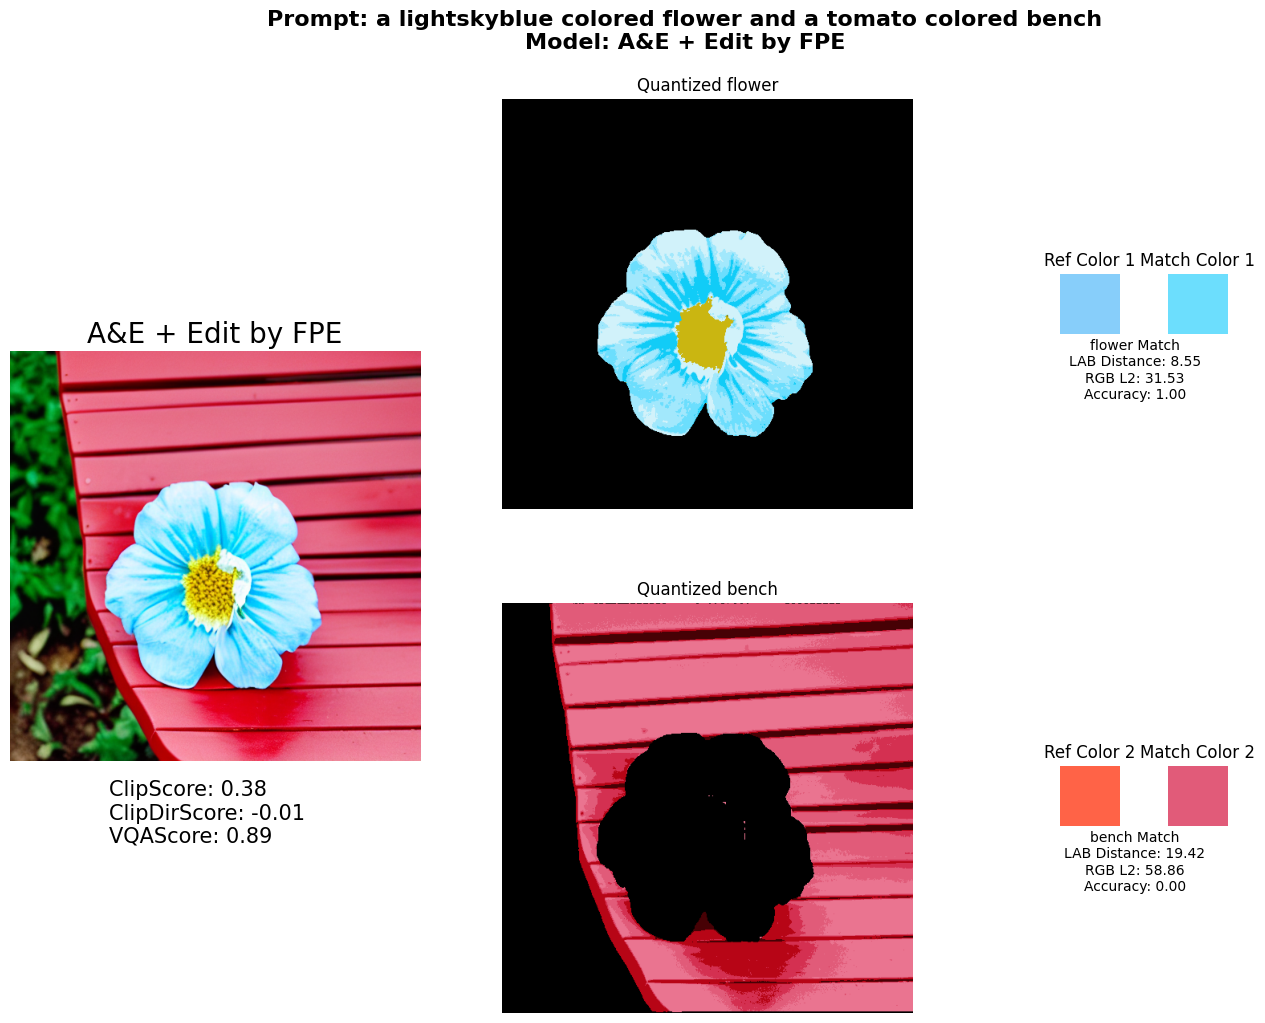 Prompt: a lightskyblue colored flower and a tomato colored bench
Model: A&E + Edit by FPE
Quantized flower
Ref Color 1 Match Color 1
flower Match
LAB Distance: 8.55
RGB L2: 31.53
Accuracy: 1.00
A&E + Edit by FPE
ClipScore: 0.38
ClipDirScore: -0.01
VQAScore: 0.89
Quantized bench
Ref Color 2 Match Color 2
bench Match
LAB Distance: 19.42
RGB L2: 58.86
Accuracy: 0.00